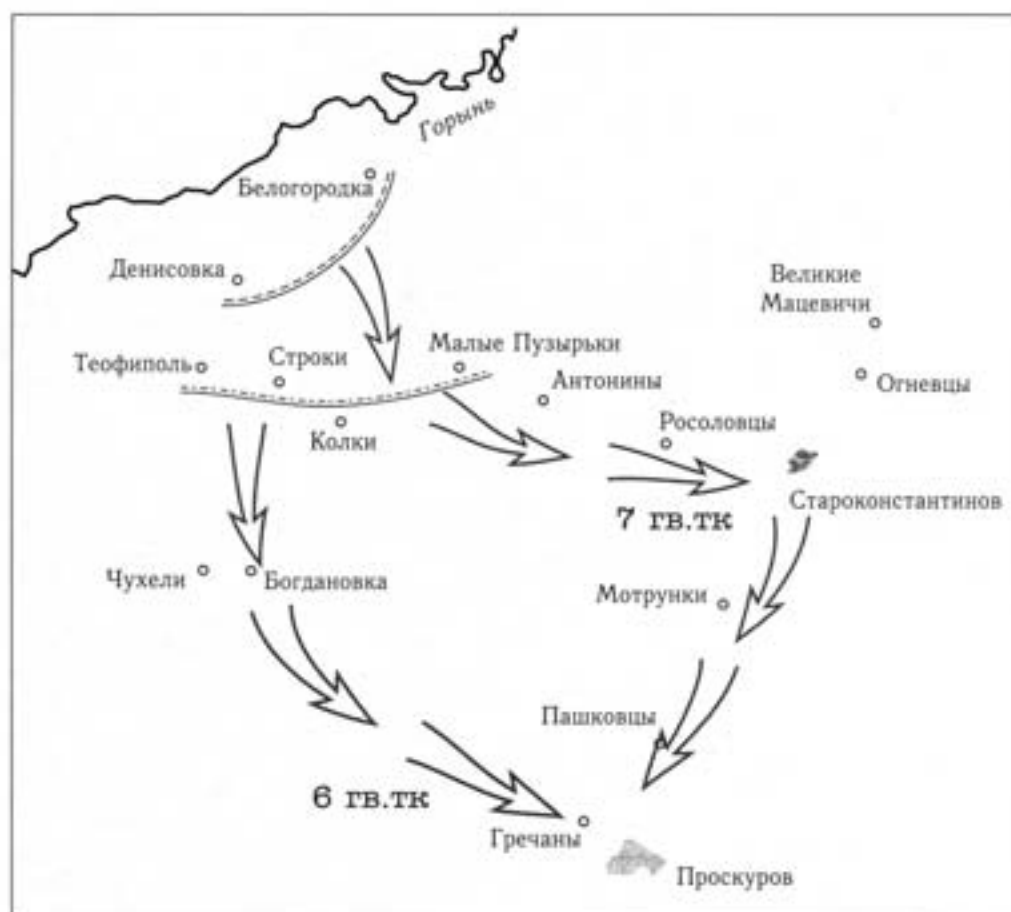 Горынь
Белогородка
Денисовка
Великие
Мацевичи
Теофиполь
Строки
Малые Пузырьки
Антонины
Огневцы
Колки
Росоловцы
Староконстантинов
7 гв.тк
Чухели
Богдановка
Мотрунки
Пашковцы
6 гв.тк
Гречаны
Проскуров